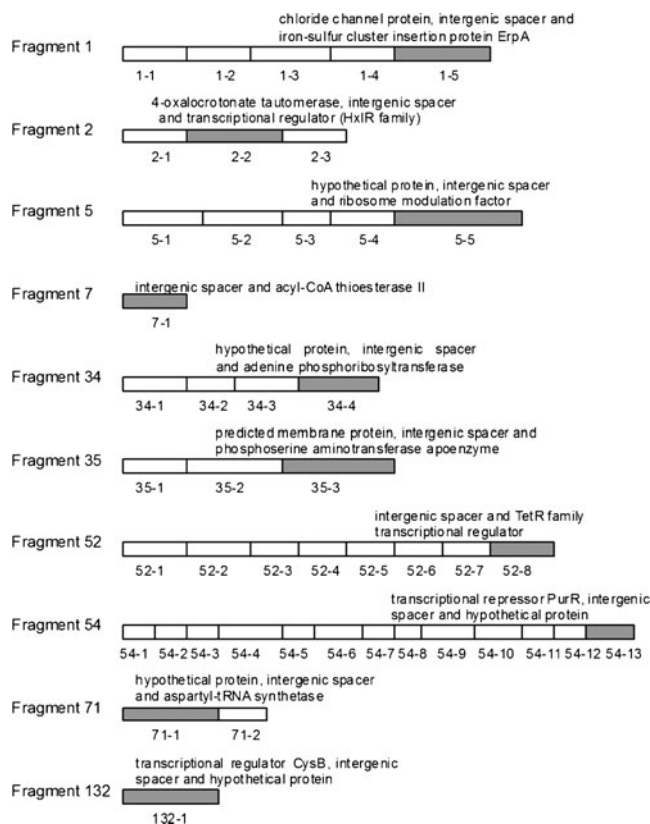 chloride channel protein, intergenic spacer and
iron-sulfur cluster insertion protein ErpA
Fragment 1
1-1 1-2 1-3 1-4 1-5
4-oxalocrotonate tautomerase, intergenic spacer
and transcriptional regulator (HxlR family)
Fragment 2
2-1 2-2 2-3
hypothetical protein, intergenic spacer
and ribosome modulation factor
Fragment 5
5-1 5-2 5-3 5-4 5-5
intergenic spacer and acyl-CoA thioesterase II
Fragment 7
7-1
hypothetical protein, intergenic spacer
and adenine phosphoribosyltransferase
Fragment 34
34-1 34-2 34-3 34-4
predicted membrane protein, intergenic spacer and
phosphoserine aminotransferase apoenzyme
Fragment 35
35-1 35-2 35-3
intergenic spacer and TetR family
transcriptional regulator
Fragment 52
52-1 52-2 52-3 52-4 52-5 52-6 52-7 52-8
transcriptional repressor PurR, intergenic
spacer and hypothetical protein
Fragment 54
54-1 54-2 54-3 54-4 54-5 54-6 54-7 54-8 54-9 54-10 54-11 54-12 54-13
hypothetical protein, intergenic spacer
and aspartyl-tRNA synthetase
Fragment 71
71-1 71-2
transcriptional regulator CysB, intergenic
spacer and hypothetical protein
Fragment 132
132-1